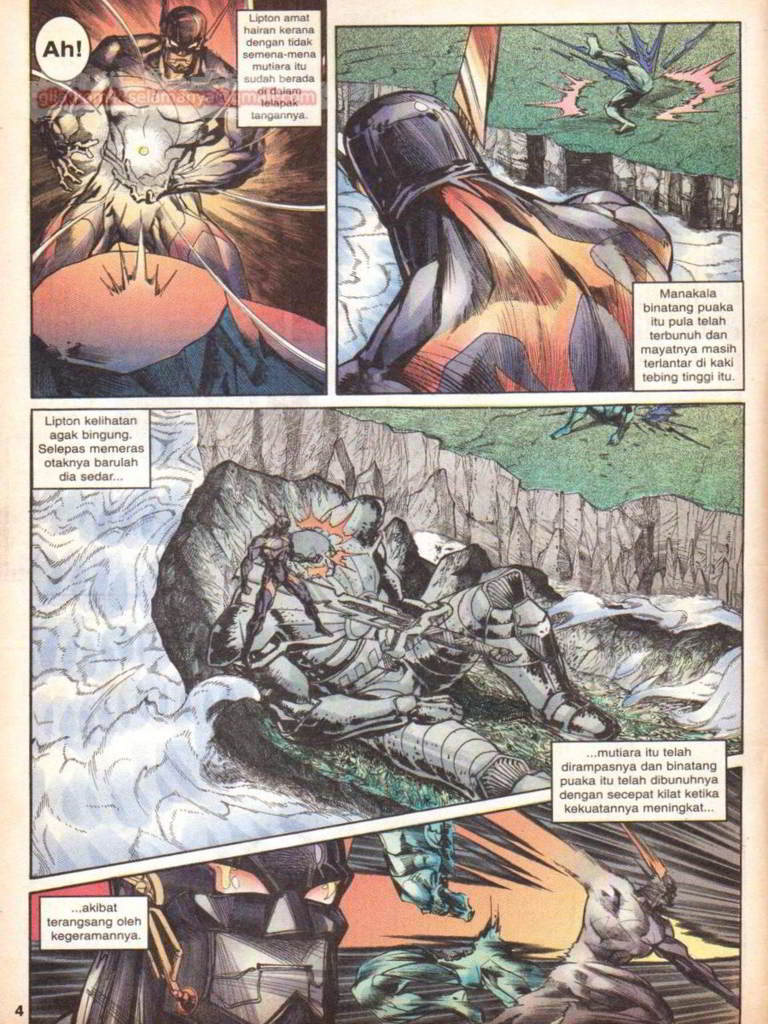 Ah!
Lipton amat
hairan kerana
dengan tidak
semena-mena
mutiara itu
sudah berada
di dalam
telapak
tangannya.
Manakala
binatang puaka
itu pula telah
terbunuh dan
mayatnya masih
terlantar di kaki
tebing tinggi itu.
Lipton kelihatan
agak bingung.
Selepas memeras
otaknya barulah
dia sedar...
...mutiara itu telah
dirampasnya dan binatang
puaka itu telah dibunuhnya
dengan secepat kilat ketika
kekuatannya meningkat...
...akibat
terangsang oleh
kegeramannya.
4